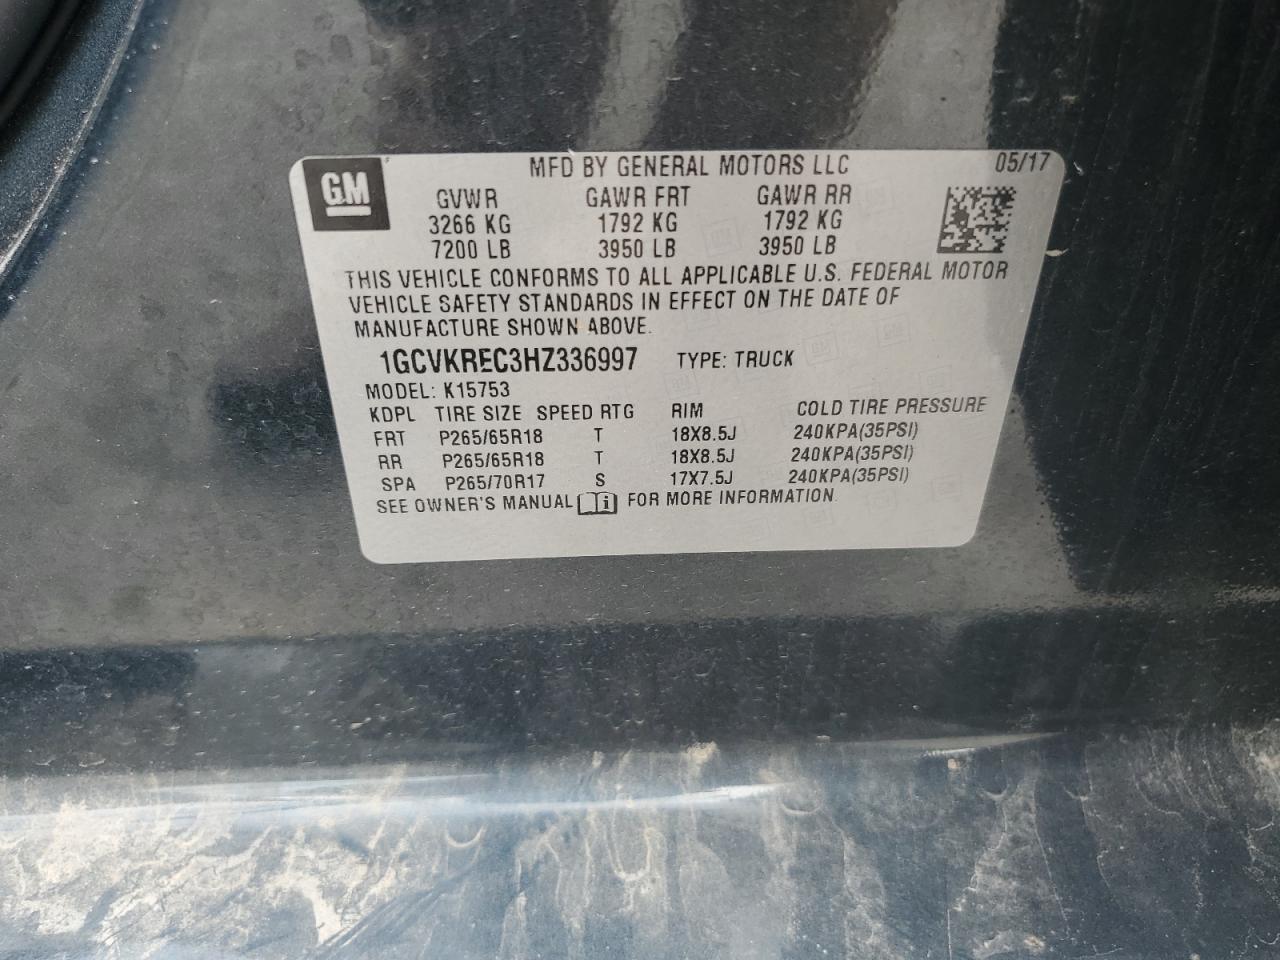 GM
MFD BY GENERAL MOTORS LLC 05/17
GVWR GAWR FRT GAWR RR
3266 KG 1792 KG 1792 KG
7200 LB 3950 LB 3950 LB
THIS VEHICLE CONFORMS TO ALL APPLICABLE U.S. FEDERAL MOTOR
VEHICLE SAFETY STANDARDS IN EFFECT ON THE DATE OF
MANUFACTURE SHOWN ABOVE.
1GCVKREC3HZ336997 TYPE: TRUCK
MODEL: K15753
KDPL TIRE SIZE SPEED RTG RIM COLD TIRE PRESSURE
FRT P265/65R18 T 18X8.5J 240KPA(35PSI)
RR P265/65R18 T 18X8.5J 240KPA(35PSI)
SPA P265/70R17 S 17X7.5J 240KPA(35PSI)
SEE OWNER'S MANUAL i FOR MORE INFORMATION.